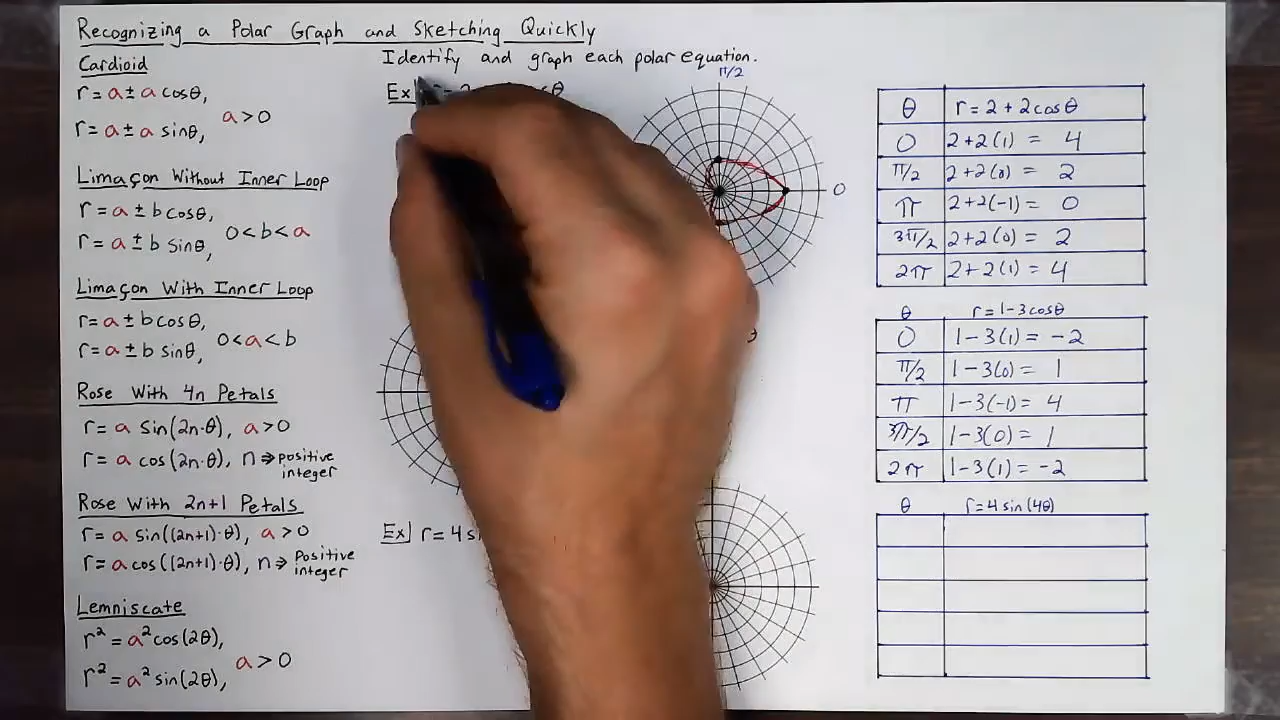 Recognizing a Polar Graph and Sketching Quickly
Cardioid
r = a ± a cosθ,
r = a ± a sinθ,
a > 0
Limaçon Without Inner Loop
r = a ± b cosθ,
r = a ± b sinθ,
0 < b < a
Limaçon With Inner Loop
r = a ± b cosθ,
r = a ± b sinθ,
0 < a < b
Rose With 4n Petals
r = a sin(2n·θ), a > 0
r = a cos(2n·θ), n ⇒ positive integer
Rose With 2n+1 Petals
r = a sin((2n+1)·θ), a > 0
r = a cos((2n+1)·θ), n ⇒ Positive integer
Lemniscate
r² = a² cos(2θ),
r² = a² sin(2θ),
a > 0
Identify and graph each polar equation.
Ex]
π/2
0
Ex] r = 4
θ r = 2 + 2cosθ
0 2+2(1) = 4
π/2 2+2(0) = 2
π 2+2(-1) = 0
3π/2 2+2(0) = 2
2π 2+2(1) = 4
θ r = 1-3cosθ
0 1-3(1) = -2
π/2 1-3(0) = 1
π 1-3(-1) = 4
3π/2 1-3(0) = 1
2π 1-3(1) = -2
θ r = 4 sin(4θ)